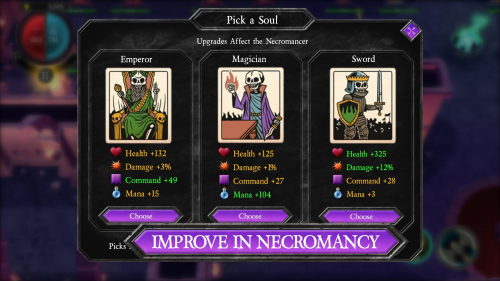 Pick a Soul
Upgrades Affect the Necromancer
Emperor
Magician
Sword
Health +132
Damage +3%
Command +49
Mana +15
Choose
Health +125
Damage +1%
Command +27
Mana +104
Choose
Health +325
Damage +12%
Command +28
Mana +3
Choose
Picks
IMPROVE IN NECROMANCY